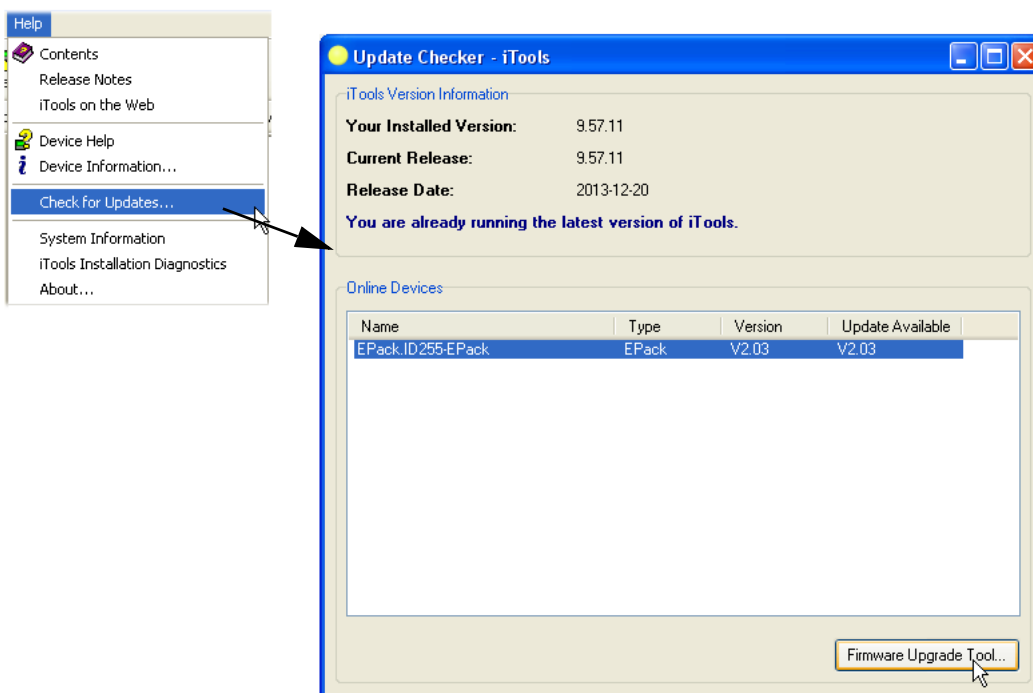 Help
Contents
Release Notes
iTools on the Web
Device Help
Device Information...
Check for Updates...
System Information
iTools Installation Diagnostics
About...
Update Checker - iTools
iTools Version Information
Your Installed Version: 9.57.11
Current Release: 9.57.11
Release Date: 2013-12-20
You are already running the latest version of iTools.
Online Devices
Name Type Version Update Available
EPack.ID255-EPack EPack V2.03 V2.03
Firmware Upgrade Tool...